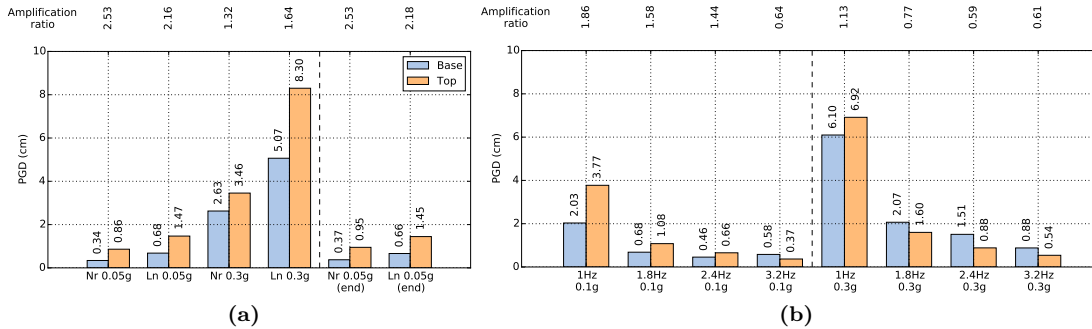 Amplification
ratio
2.53
2.16
1.32
1.64
2.53
2.18
10
8
6
4
2
0
PGD (cm)
Base
Top
0.34
0.86
0.68
1.47
2.63
3.46
5.07
8.30
0.37
0.95
0.66
1.45
Nr 0.05g
Ln 0.05g
Nr 0.3g
Ln 0.3g
Nr 0.05g
(end)
Ln 0.05g
(end)
(a)
Amplification
ratio
1.86
1.58
1.44
0.64
1.13
0.77
0.59
0.61
10
8
6
4
2
0
PGD (cm)
2.03
3.77
0.68
1.08
0.46
0.66
0.58
0.37
6.10
6.92
2.07
1.60
1.51
0.88
0.88
0.54
1Hz
0.1g
1.8Hz
0.1g
2.4Hz
0.1g
3.2Hz
0.1g
1Hz
0.3g
1.8Hz
0.3g
2.4Hz
0.3g
3.2Hz
0.3g
(b)